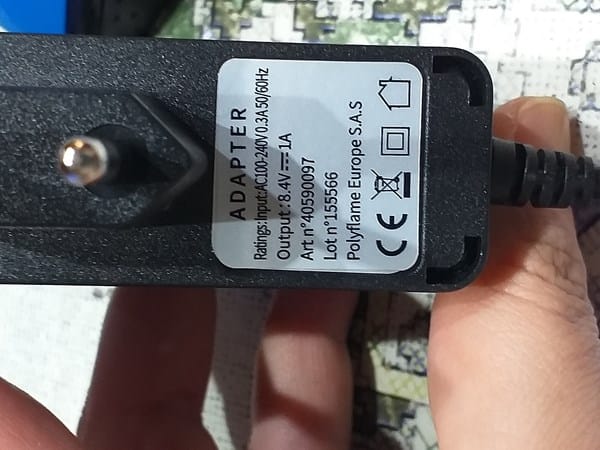 ADAPTER
Ratings: Input:AC100-240V 0.3A 50/60Hz
Output : 8.4V⎓1A
Art n°40590097
Lot n°155566
Polyflame Europe S.A.S
CE